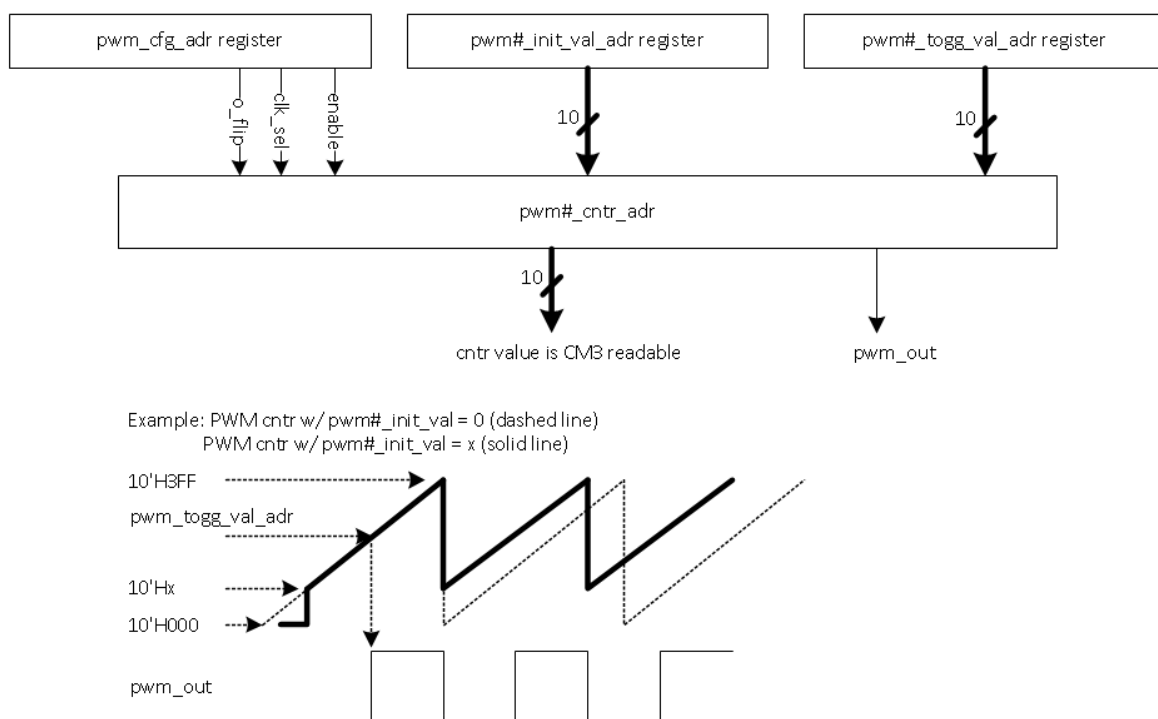 pwm_cfg_adr register
pwm#_init_val_adr register
pwm#_togg_val_adr register
o_flip
clk_sel
enable
10
10
pwm#_cntr_adr
10
cntr value is CM3 readable
pwm_out
Example: PWM cntr w/ pwm#_init_val = 0 (dashed line)
PWM cntr w/ pwm#_init_val = x (solid line)
10'H3FF
pwm_togg_val_adr
10'Hx
10'H000
pwm_out